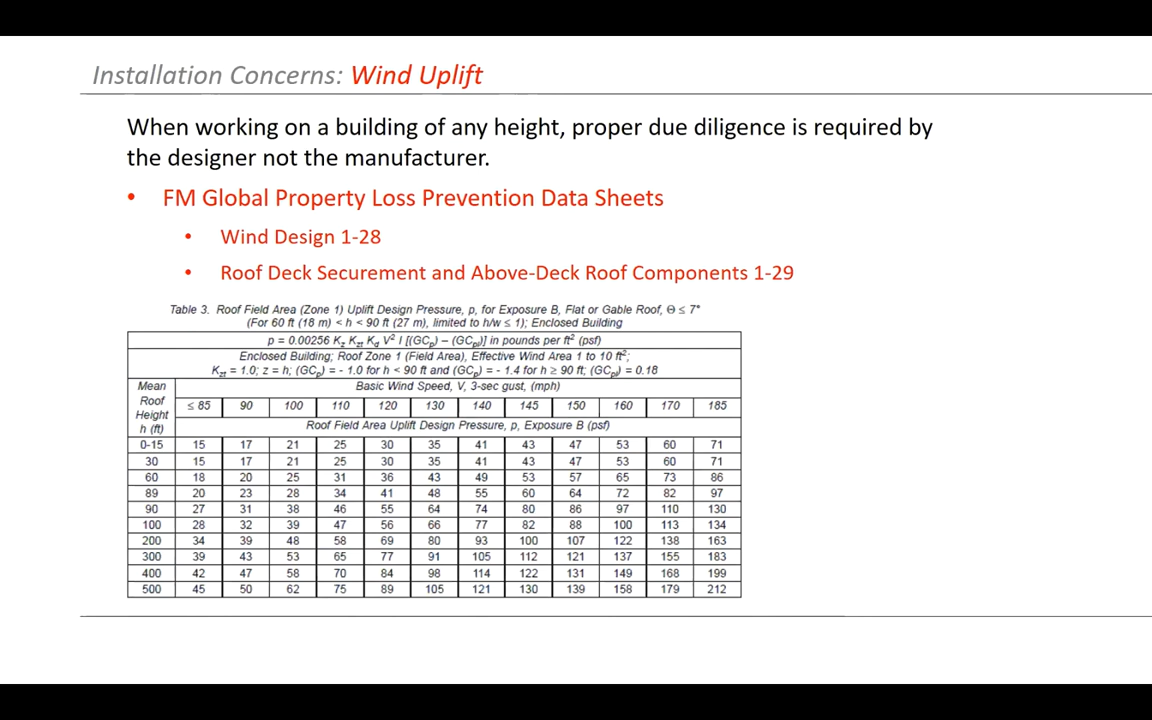 Installation Concerns: Wind Uplift
When working on a building of any height, proper due diligence is required by
the designer not the manufacturer.
• FM Global Property Loss Prevention Data Sheets
• Wind Design 1-28
• Roof Deck Securement and Above-Deck Roof Components 1-29
Table 3. Roof Field Area (Zone 1) Uplift Design Pressure, p, for Exposure B, Flat or Gable Roof, Θ ≤ 7°
(For 60 ft (18 m) < h < 90 ft (27 m), limited to h/w ≤ 1); Enclosed Building
p = 0.00256 Kz Kzt Kd V² I [(GCp) – (GCpi)] in pounds per ft² (psf)
Enclosed Building; Roof Zone 1 (Field Area), Effective Wind Area 1 to 10 ft²;
Kzt = 1.0; z = h; (GCp) = - 1.0 for h < 90 ft and (GCp) = - 1.4 for h ≥ 90 ft; (GCpi) = 0.18
Mean Roof Height h (ft)
Basic Wind Speed, V, 3-sec gust, (mph)
≤ 85 90 100 110 120 130 140 145 150 160 170 185
Roof Field Area Uplift Design Pressure, p, Exposure B (psf)
0-15 15 17 21 25 30 35 41 43 47 53 60 71
30 15 17 21 25 30 35 41 43 47 53 60 71
60 18 20 25 31 36 43 49 53 57 65 73 86
89 20 23 28 34 41 48 55 60 64 72 82 97
90 27 31 38 46 55 64 74 80 86 97 110 130
100 28 32 39 47 56 66 77 82 88 100 113 134
200 34 39 48 58 69 80 93 100 107 122 138 163
300 39 43 53 65 77 91 105 112 121 137 155 183
400 42 47 58 70 84 98 114 122 131 149 168 199
500 45 50 62 75 89 105 121 130 139 158 179 212